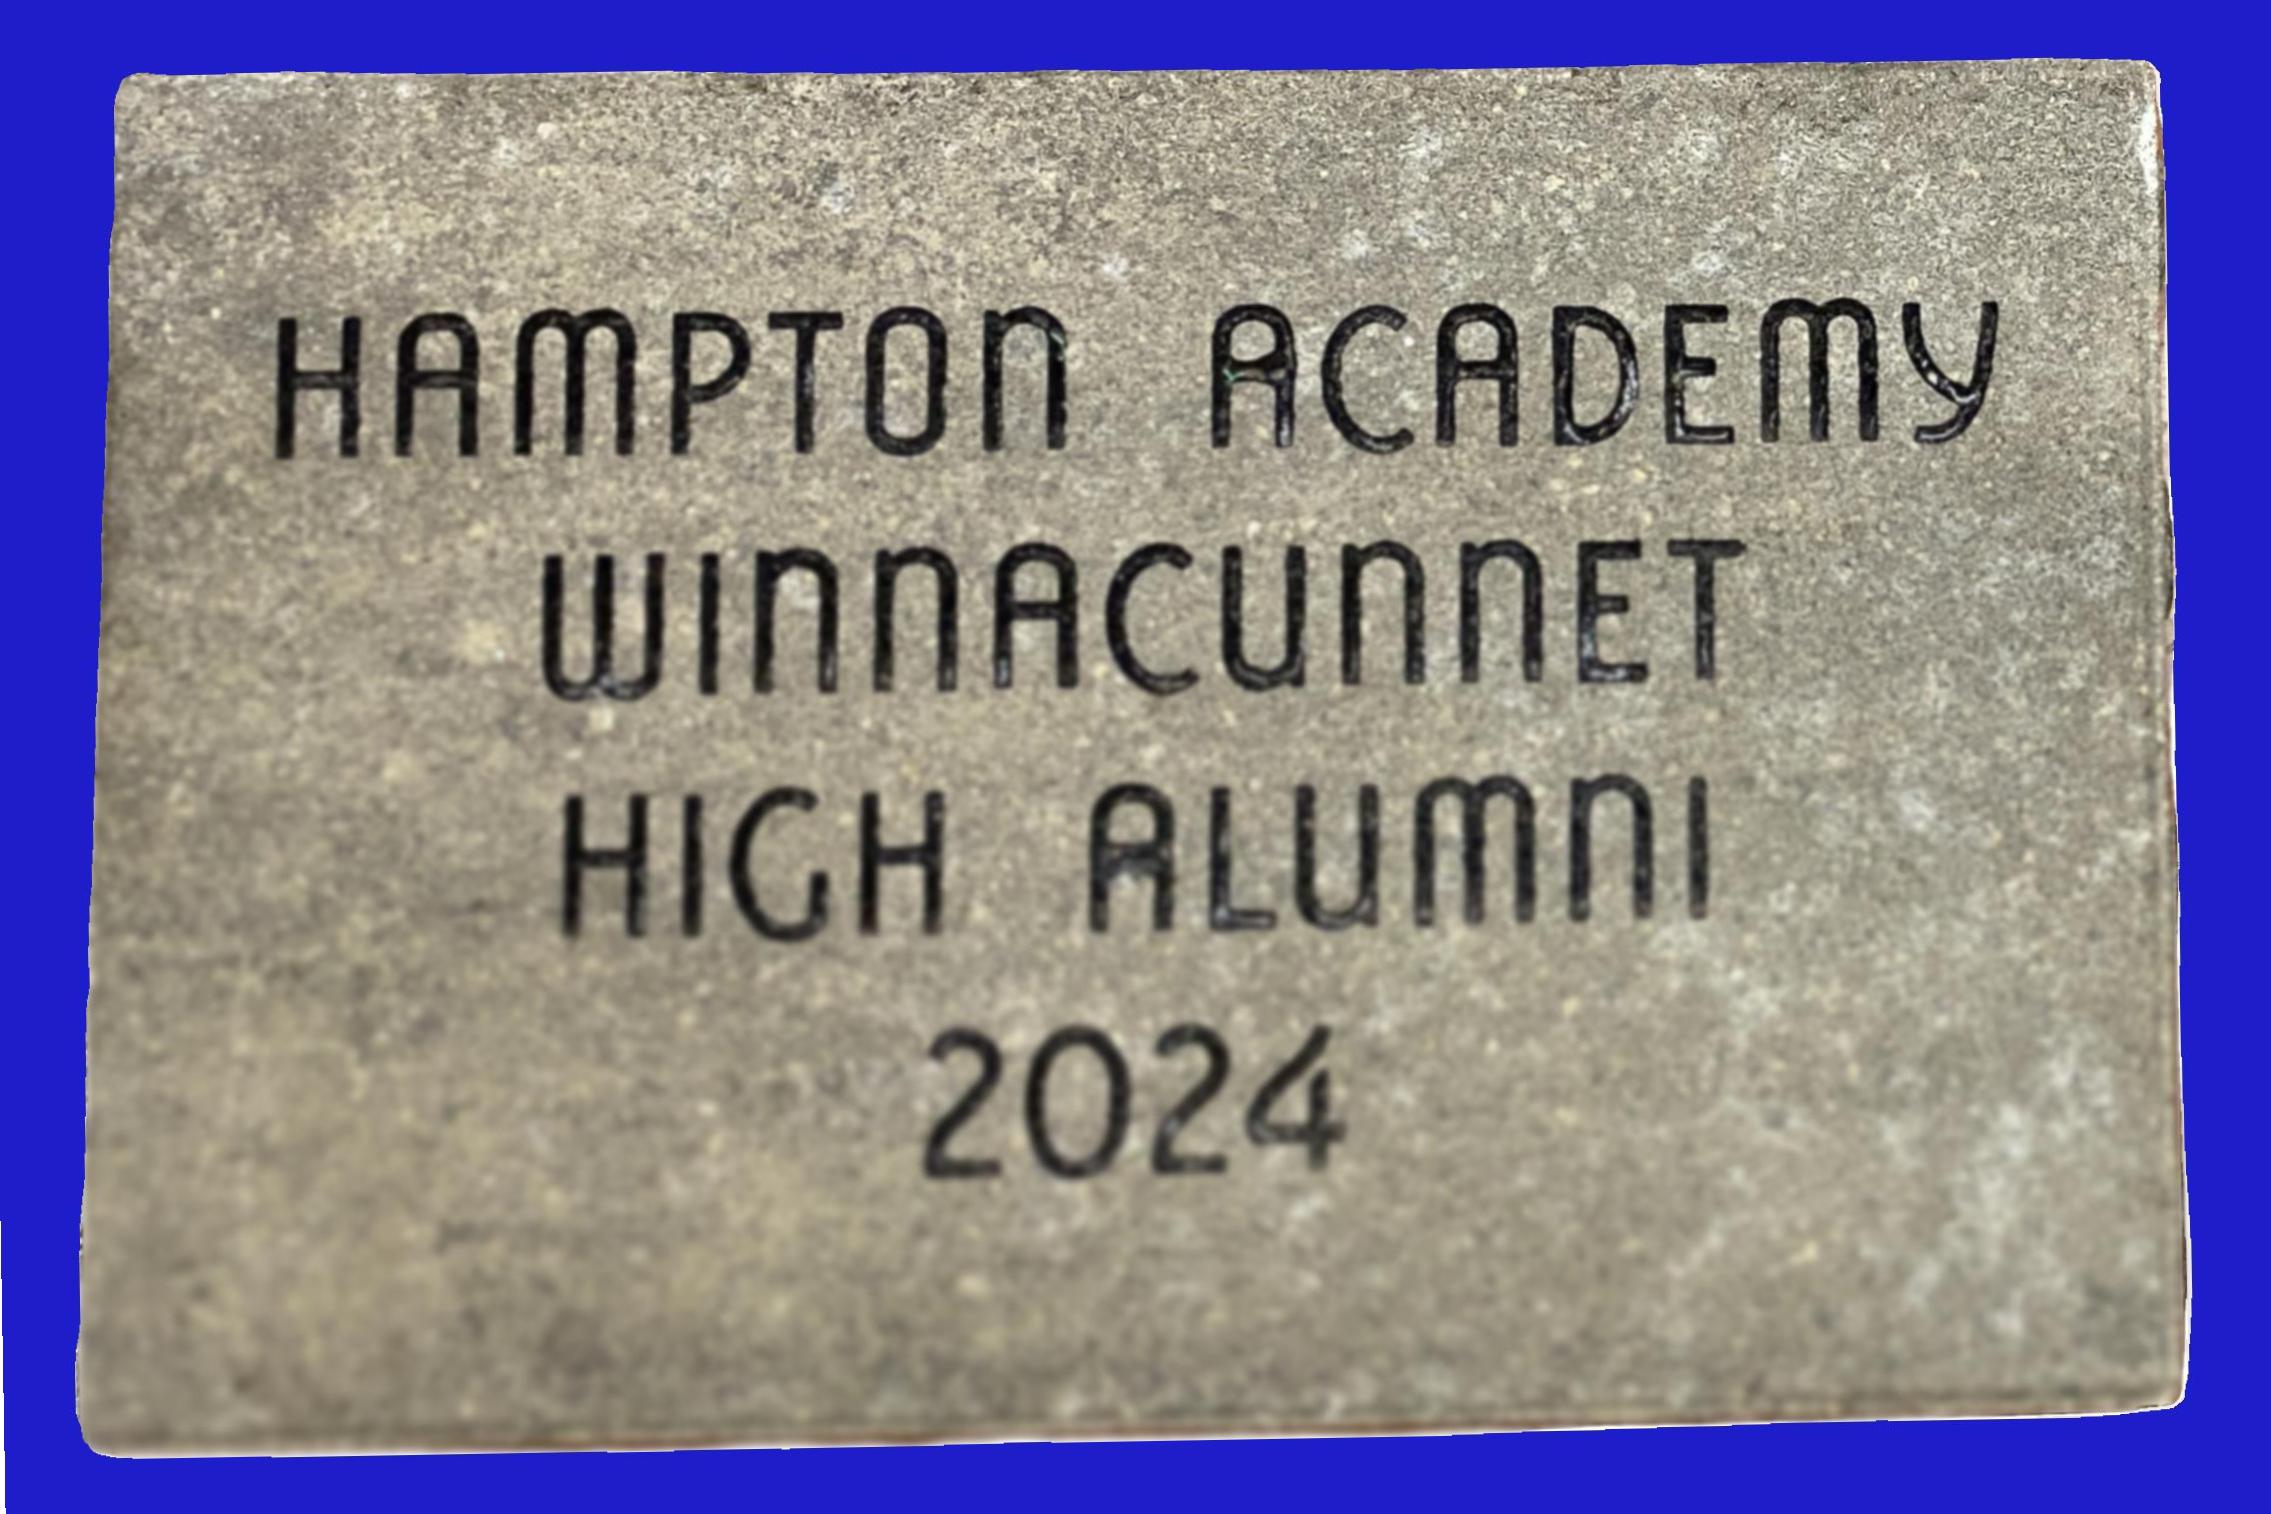 HAMPTON ACADEMY
WINNACUNNET
HIGH ALUMNI
2024